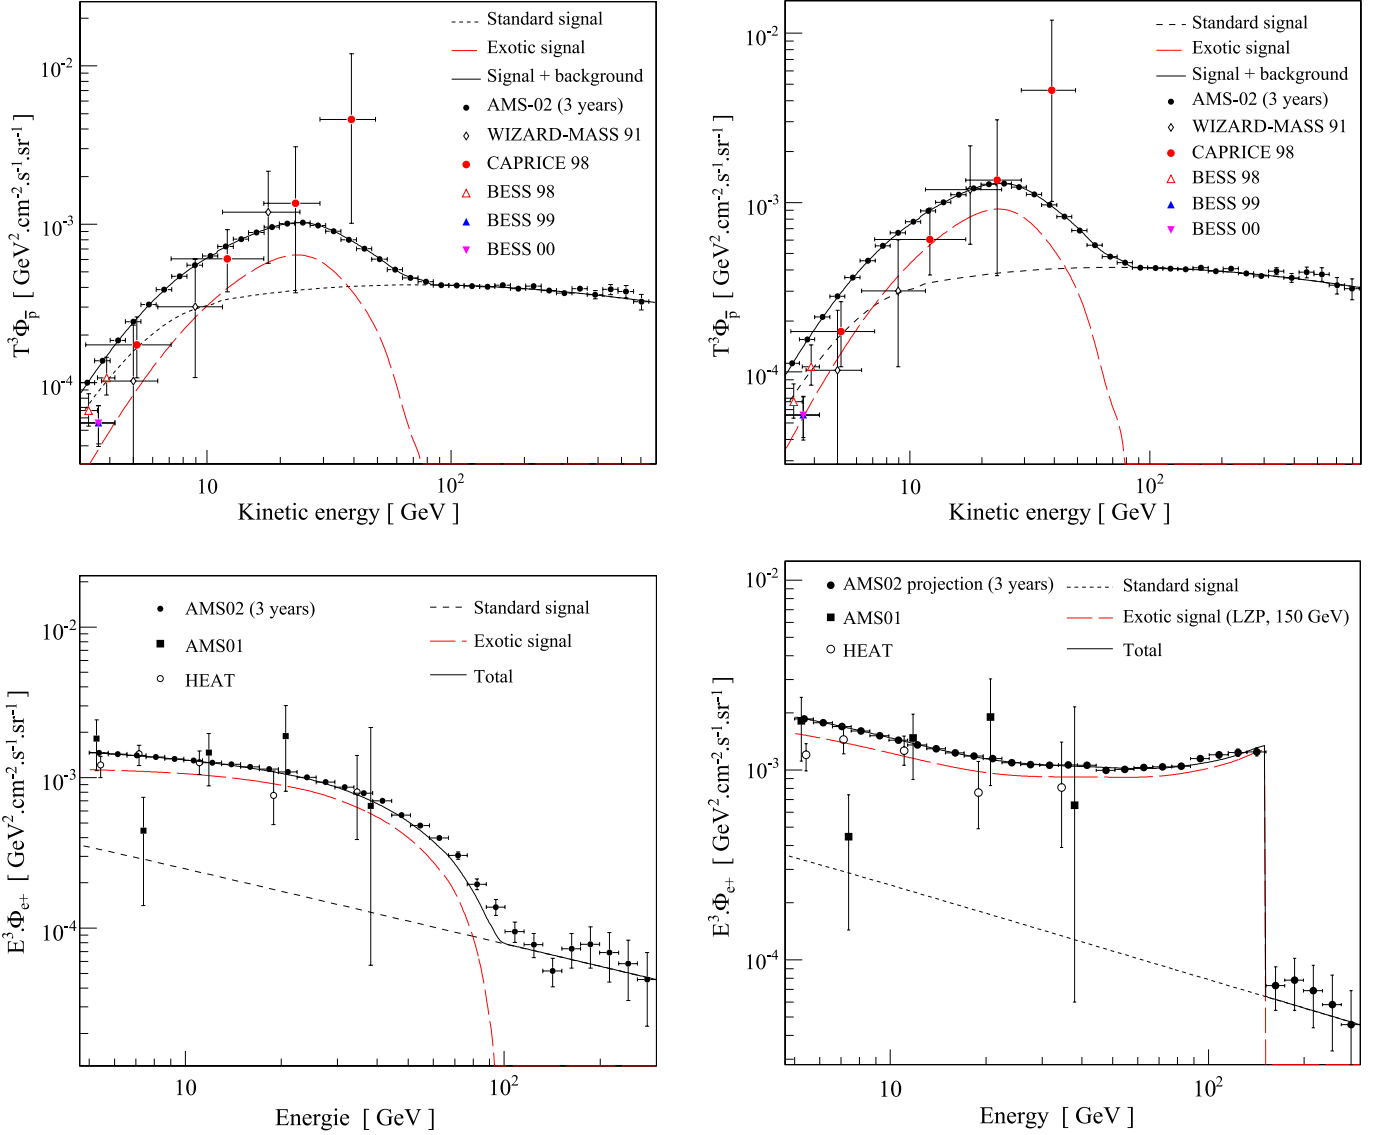 Standard signal
Exotic signal
Signal + background
AMS-02 (3 years)
WIZARD-MASS 91
CAPRICE 98
BESS 98
BESS 99
BESS 00
10⁻²
10⁻³
10⁻⁴
T³Φp̅ [ GeV².cm⁻².s⁻¹.sr⁻¹]
10
10²
Kinetic energy [ GeV ]
Standard signal
Exotic signal
Signal + background
AMS-02 (3 years)
WIZARD-MASS 91
CAPRICE 98
BESS 98
BESS 99
BESS 00
10⁻²
10⁻³
10⁻⁴
T³Φp̅ [ GeV².cm⁻².s⁻¹.sr⁻¹]
10
10²
Kinetic energy [ GeV ]
AMS02 (3 years)
AMS01
HEAT
Standard signal
Exotic signal
Total
10⁻²
10⁻³
10⁻⁴
E³.Φe+ [ GeV².cm⁻².s⁻¹.sr⁻¹]
10
10²
Energie [ GeV ]
AMS02 projection (3 years)
AMS01
HEAT
Standard signal
Exotic signal (LZP, 150 GeV)
Total
10⁻²
10⁻³
10⁻⁴
E³.Φe+ [ GeV².cm⁻².s⁻¹.sr⁻¹]
10
10²
Energy [ GeV ]